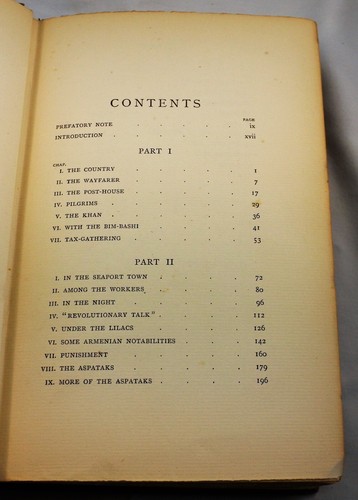 CONTENTS
PAGE
PREFATORY NOTE . . . . . ix
INTRODUCTION . . . . . . xvii
PART I
CHAP.
I. THE COUNTRY . . . . . 1
II. THE WAYFARER . . . . . 7
III. THE POST-HOUSE . . . . . 17
IV. PILGRIMS . . . . . . 29
V. THE KHAN . . . . . . 36
VI. WITH THE BIM-BASHI . . . . 41
VII. TAX-GATHERING . . . . . 53
PART II
I. IN THE SEAPORT TOWN . . . . 72
II. AMONG THE WORKERS . . . . 80
III. IN THE NIGHT . . . . . 96
IV. "REVOLUTIONARY TALK" . . . . 112
V. UNDER THE LILACS . . . . 126
VI. SOME ARMENIAN NOTABILITIES . . . 142
VII. PUNISHMENT . . . . . 160
VIII. THE ASPATAKS . . . . . 179
IX. MORE OF THE ASPATAKS . . . . 196